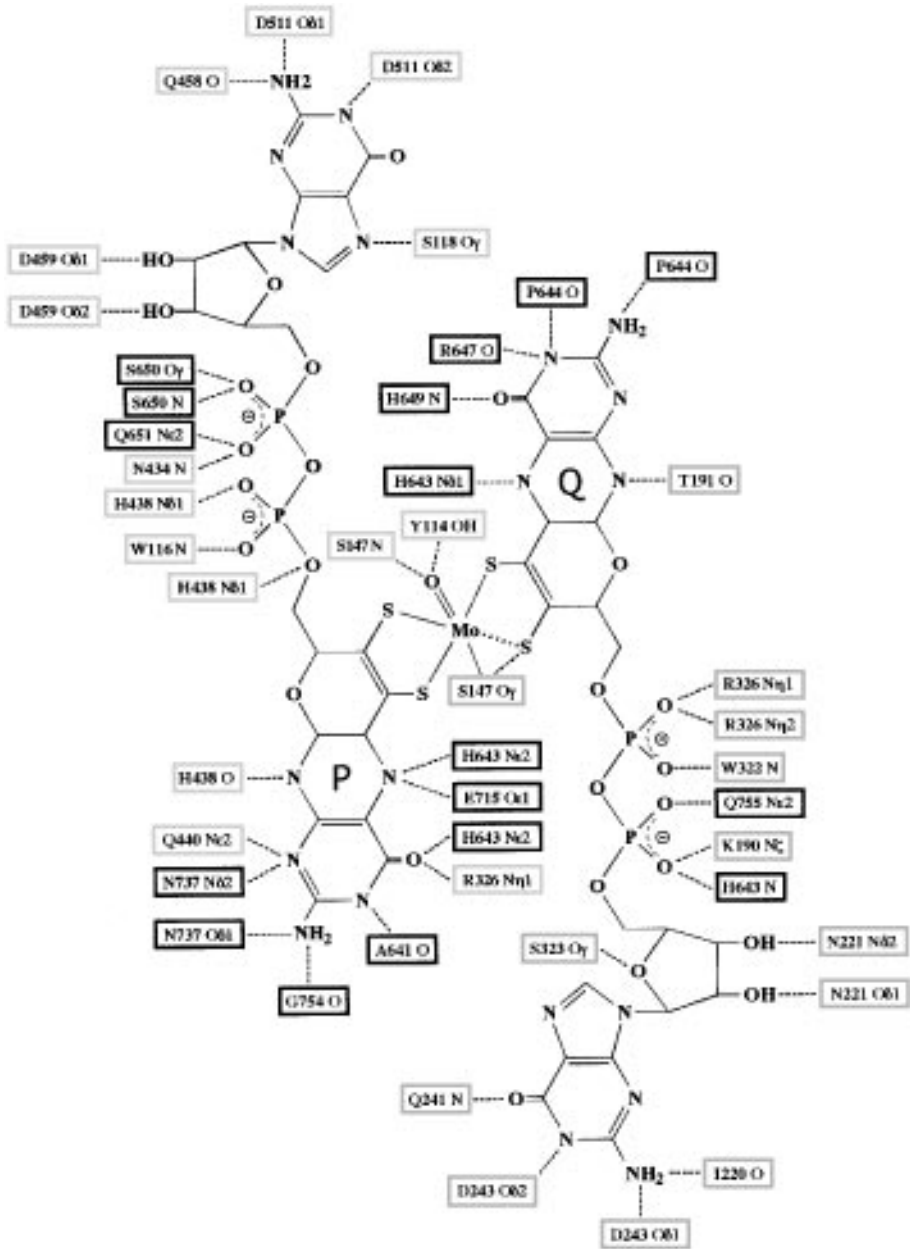 D511 Oδ1
Q458 O
NH2
D511 Oδ2
N
N
O
N
N
S118 Oγ
D459 Oδ1
HO
O
D459 Oδ2
HO
P644 O
P644 O
NH2
R647 O
N
O
S650 Oγ
O
S650 N
P
⊖
Q651 Nε2
O
N434 N
O
H649 N
O
N
H438 Nδ1
O
P
⊖
W116 N
O
H643 Nδ1
N
Q
N
T191 O
H438 Nδ1
O
S147 N
Y114 OH
O
S
O
S
Mo
S
S
S147 Oγ
O
O
R326 Nη1
O
R326 Nη2
P
⊖
W322 N
O
H438 O
N
P
N
H643 Nε2
E715 Oε1
O
Q755 Nε2
O
P
⊖
K190 Nζ
O
H643 N
Q440 Nε2
N
N737 Nδ2
O
H643 Nε2
R326 Nη1
N
O
N737 Oδ1
NH2
A641 O
G754 O
S323 Oγ
O
OH
N221 Nδ2
OH
N221 Oδ1
N
N
Q241 N
O
N
N
D243 Oδ2
NH2
I220 O
D243 Oδ1